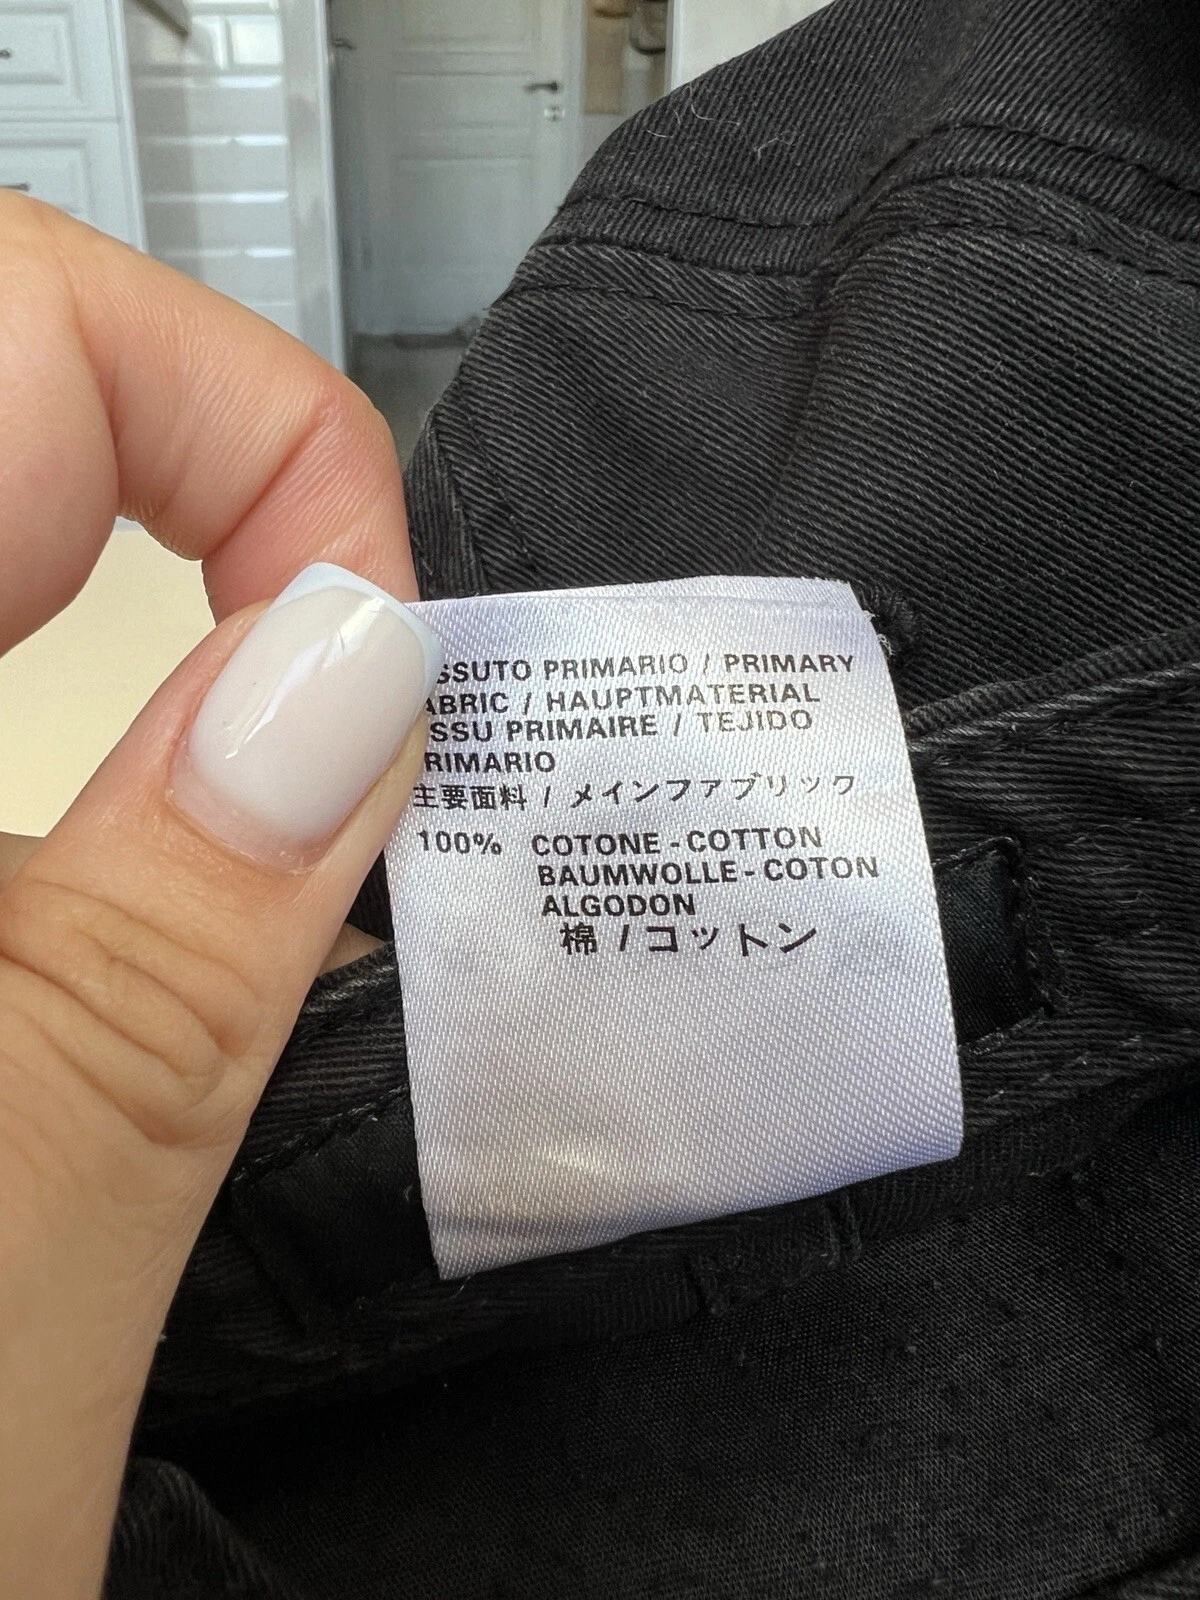 SSUTO PRIMARIO / PRIMARY
ABRIC / HAUPTMATERIAL
SSU PRIMAIRE / TEJIDO
RIMARIO
主要面料 / メインファブリック
100% COTONE - COTTON
BAUMWOLLE - COTON
ALGODON
棉 / コットン